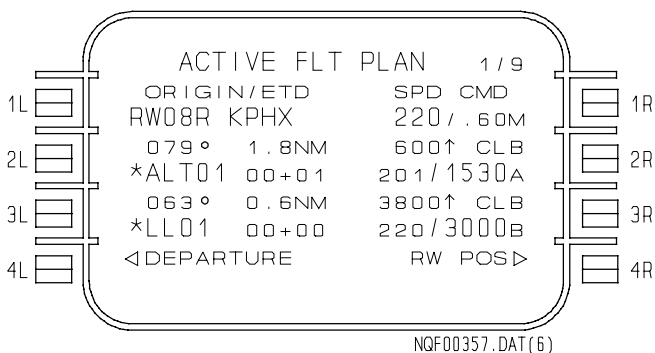 ACTIVE FLT PLAN 1/9
ORIGIN/ETD SPD CMD
1L RW08R KPHX 220/.60M 1R
079° 1.8NM 600↑ CLB
2L *ALT01 00+01 201/1530A 2R
063° 0.6NM 3800↑ CLB
3L *LL01 00+00 220/3000B 3R
4L ◁DEPARTURE RW POS▷ 4R
NQF00357.DAT(6)